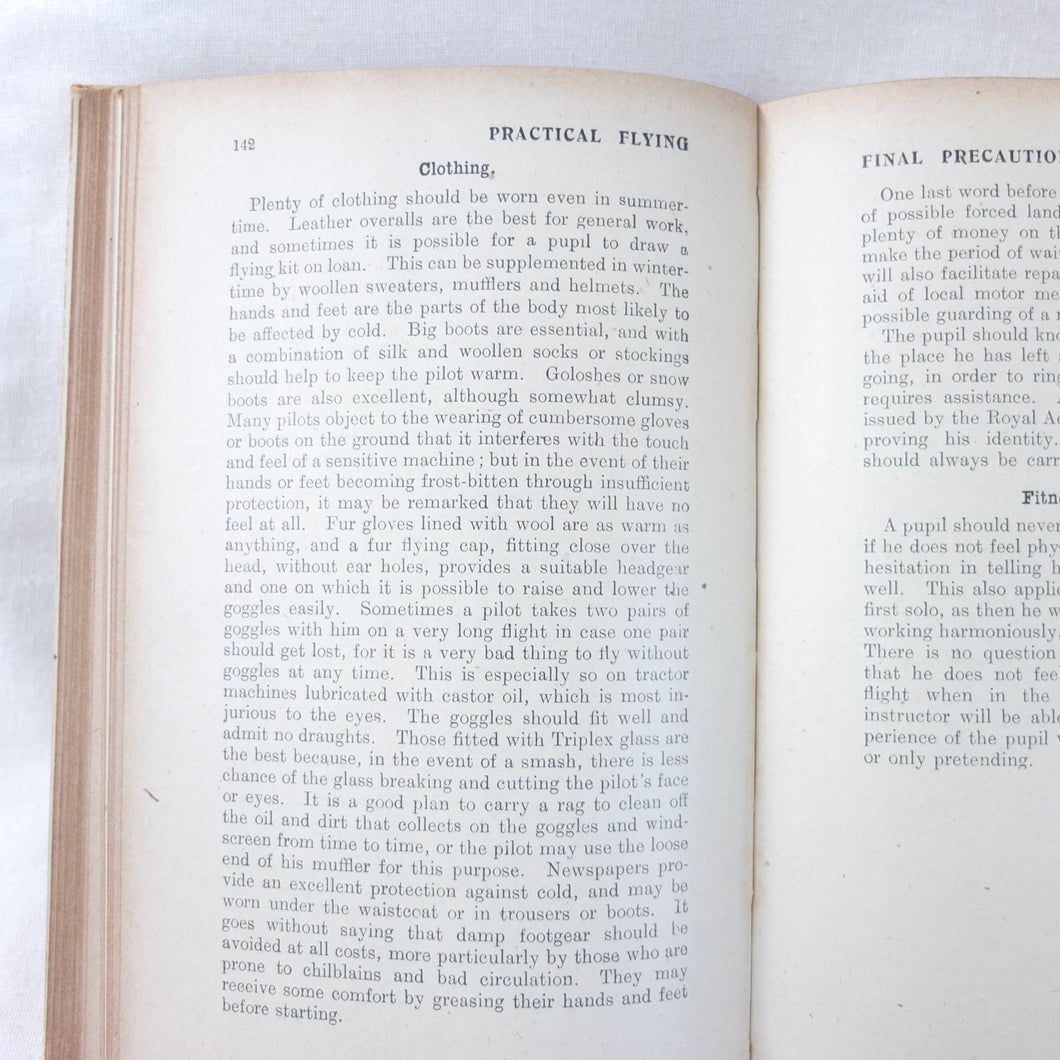 142
PRACTICAL FLYING
Clothing.
Plenty of clothing should be worn even in summer-
time. Leather overalls are the best for general work,
and sometimes it is possible for a pupil to draw a
flying kit on loan. This can be supplemented in winter-
time by woollen sweaters, mufflers and helmets. The
hands and feet are the parts of the body most likely to
be affected by cold. Big boots are essential, and with
a combination of silk and woollen socks or stockings
should help to keep the pilot warm. Goloshes or snow
boots are also excellent, although somewhat clumsy.
Many pilots object to the wearing of cumbersome gloves
or boots on the ground that it interferes with the touch
and feel of a sensitive machine; but in the event of their
hands or feet becoming frost-bitten through insufficient
protection, it may be remarked that they will have no
feel at all. Fur gloves lined with wool are as warm as
anything, and a fur flying cap, fitting close over the
head, without ear holes, provides a suitable headgear
and one on which it is possible to raise and lower the
goggles easily. Sometimes a pilot takes two pairs of
goggles with him on a very long flight in case one pair
should get lost, for it is a very bad thing to fly without
goggles at any time. This is especially so on tractor
machines lubricated with castor oil, which is most in-
jurious to the eyes. The goggles should fit well and
admit no draughts. Those fitted with Triplex glass are
the best because, in the event of a smash, there is less
chance of the glass breaking and cutting the pilot's face
or eyes. It is a good plan to carry a rag to clean off
the oil and dirt that collects on the goggles and wind-
screen from time to time, or the pilot may use the loose
end of his muffler for this purpose. Newspapers pro-
vide an excellent protection against cold, and may be
worn under the waistcoat or in trousers or boots. It
goes without saying that damp footgear should be
avoided at all costs, more particularly by those who are
prone to chilblains and bad circulation. They may
receive some comfort by greasing their hands and feet
before starting.
FINAL PRECAUTIO
One last word before
of possible forced land
plenty of money on th
make the period of wai
will also facilitate repa
aid of local motor me
possible guarding of a
The pupil should kno
the place he has left
going, in order to ring
requires assistance.
issued by the Royal Ae
proving his identity.
should always be carr
Fitn
A pupil should never
if he does not feel phy
hesitation in telling h
well. This also applie
first solo, as then he w
working harmoniously,
There is no question
that he does not fee
flight when in the
instructor will be able
perience of the pupil
or only pretending.